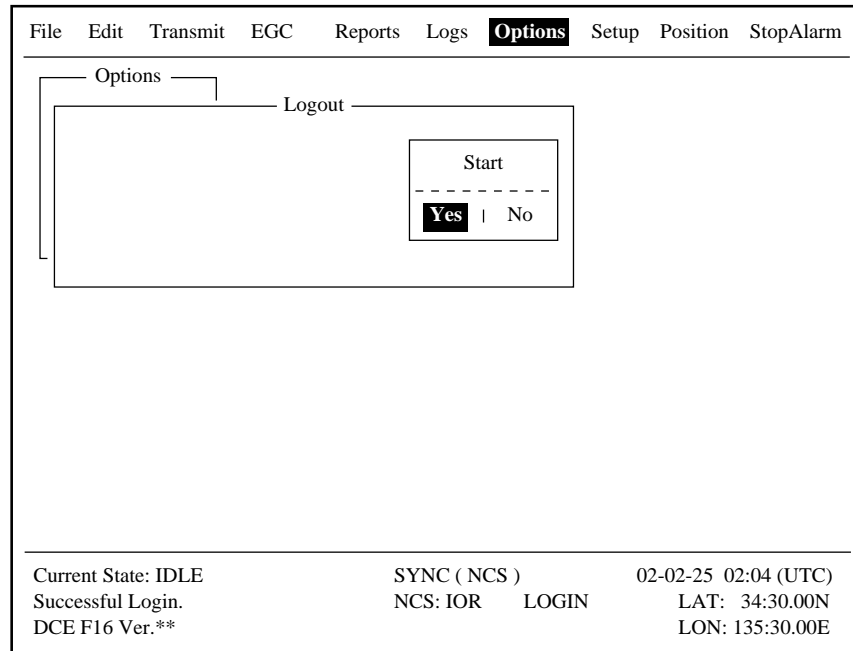 File Edit Transmit EGC Reports Logs Options Setup Position StopAlarm
Options
Logout
Start
Yes | No
Current State: IDLE SYNC ( NCS ) 02-02-25 02:04 (UTC)
Successful Login. NCS: IOR LOGIN LAT: 34:30.00N
DCE F16 Ver.** LON: 135:30.00E